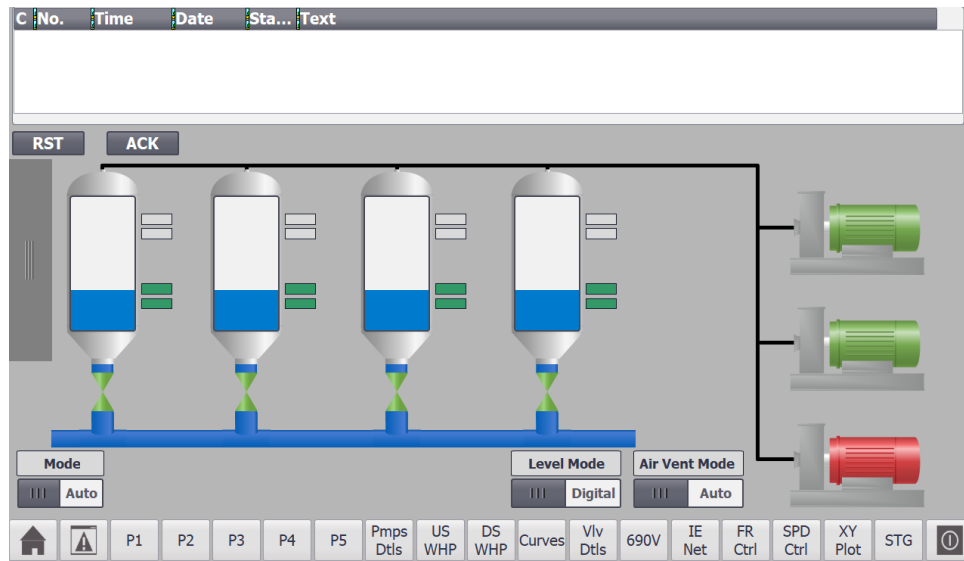 C No. Time Date Sta... Text
RST ACK
Mode Level Mode Air Vent Mode
Auto Digital Auto
P1 P2 P3 P4 P5 Pmps Dtls US WHP DS WHP Curves Vlv Dtls 690V IE Net FR Ctrl SPD Ctrl XY Plot STG